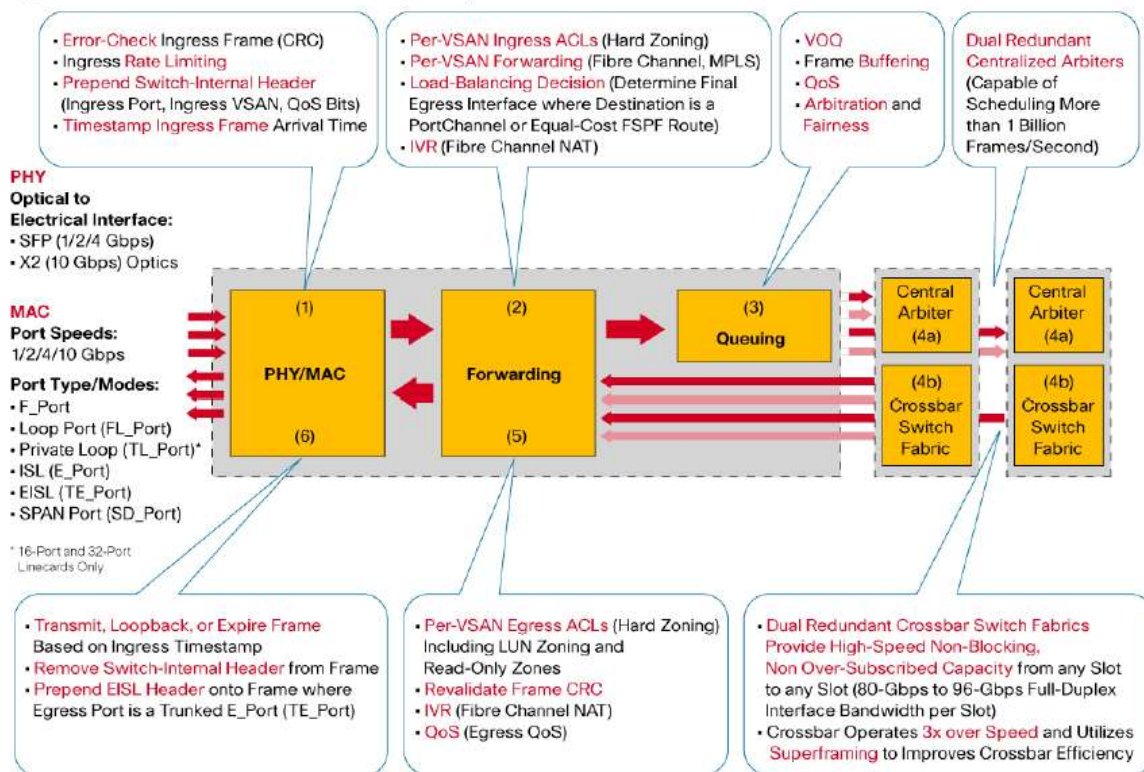 • Error-Check Ingress Frame (CRC)
• Ingress Rate Limiting
• Prepend Switch-Internal Header
(Ingress Port, Ingress VSAN, QoS Bits)
• Timestamp Ingress Frame Arrival Time
• Per-VSAN Ingress ACLs (Hard Zoning)
• Per-VSAN Forwarding (Fibre Channel, MPLS)
• Load-Balancing Decision (Determine Final
Egress Interface where Destination is a
PortChannel or Equal-Cost FSPF Route)
• IVR (Fibre Channel NAT)
• VOQ
• Frame Buffering
• QoS
• Arbitration and
• Fairness
Dual Redundant
Centralized Arbiters
(Capable of
Scheduling More
than 1 Billion
Frames/Second)
PHY
Optical to
Electrical Interface:
• SFP (1/2/4 Gbps)
• X2 (10 Gbps) Optics
MAC
Port Speeds:
1/2/4/10 Gbps
Port Type/Modes:
• F_Port
• Loop Port (FL_Port)
• Private Loop (TL_Port)*
• ISL (E_Port)
• EISL (TE_Port)
• SPAN Port (SD_Port)
* 16-Port and 32-Port
Linecards Only
(1)
PHY/MAC
(6)
(2)
Forwarding
(5)
(3)
Queuing
Central
Arbiter
(4a)
Central
Arbiter
(4a)
(4b)
Crossbar
Switch
Fabric
(4b)
Crossbar
Switch
Fabric
• Transmit, Loopback, or Expire Frame
Based on Ingress Timestamp
• Remove Switch-Internal Header from Frame
• Prepend EISL Header onto Frame where
Egress Port is a Trunked E_Port (TE_Port)
• Per-VSAN Egress ACLs (Hard Zoning)
Including LUN Zoning and
Read-Only Zones
• Revalidate Frame CRC
• IVR (Fibre Channel NAT)
• QoS (Egress QoS)
• Dual Redundant Crossbar Switch Fabrics
Provide High-Speed Non-Blocking,
Non Over-Subscribed Capacity from any Slot
to any Slot (80-Gbps to 96-Gbps Full-Duplex
Interface Bandwidth per Slot)
• Crossbar Operates 3x over Speed and Utilizes
Superframing to Improves Crossbar Efficiency